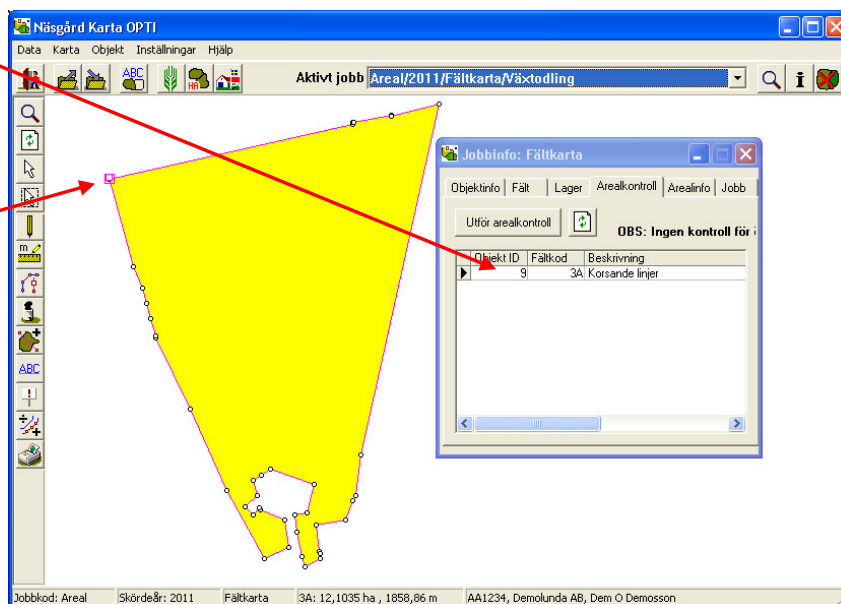 Näsgård Karta OPTI
Data Karta Objekt Inställningar Hjälp
ABC HA Aktivt jobb Areal/2011/Fältkarta/Växtodling i
Jobbinfo: Fältkarta
Objektinfo Fält Lager Arealkontroll Arealinfo Jobb
Utför arealkontroll OBS: Ingen kontroll för
Objekt ID Fältkod Beskrivning
9 3A Korsande linjer
m
ABC
Jobbkod: Areal Skördeår: 2011 Fältkarta 3A: 12,1035 ha , 1858,86 m AA1234, Demolunda AB, Dem O Demosson